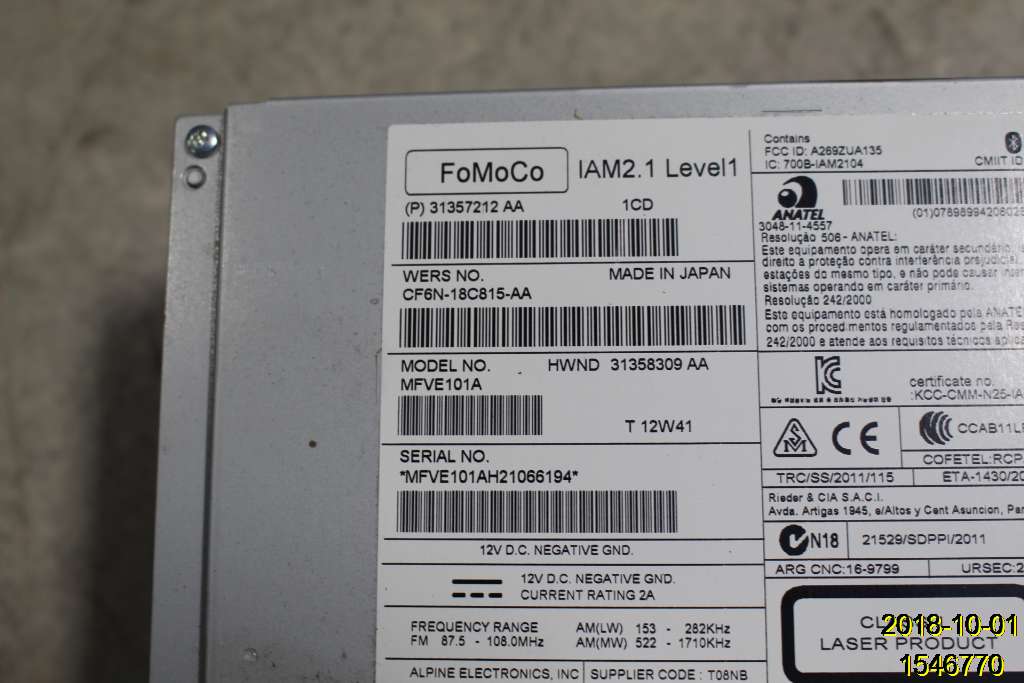 FoMoCo IAM2.1 Level1
(P) 31357212 AA 1CD
WERS NO. MADE IN JAPAN
CF6N-18C815-AA
MODEL NO. HWND 31358309 AA
MFVE101A
T 12W41
SERIAL NO.
*MFVE101AH21066194*
12V D.C. NEGATIVE GND.
12V D.C. NEGATIVE GND.
CURRENT RATING 2A
FREQUENCY RANGE AM(LW) 153 - 282KHz
FM 87.5 - 108.0MHz AM(MW) 522 - 1710KHz
ALPINE ELECTRONICS, INC SUPPLIER CODE : T08NB
Contains
FCC ID: A269ZUA135
IC: 700B-IAM2104
CMIIT ID
ANATEL
3048-11-4557
Resolução 506 - ANATEL:
Este equipamento opera em caráter secundário,
direito a proteção contra interferência prejudicial,
estações do mesmo tipo, e não pode causar
sistemas operando em caráter primário.
Resolução 242/2000
Este equipamento está homologado pela ANATEL
com os procedimentos regulamentados pela
242/2000 e atende aos requisitos técnicos
certificate no.
:KCC-CMM-N25-IA
CE
CCAB11L
COFETEL:RCP
TRC/SS/2011/115 ETA-1430/20
Rieder & CIA S.A.C.I.
Avda. Artigas 1945, e/Altos y Cent Asuncion,
N18 21529/SDPPI/2011
ARG CNC:16-9799 URSEC:2
LASER PRODUCT
2018-10-01
1546770